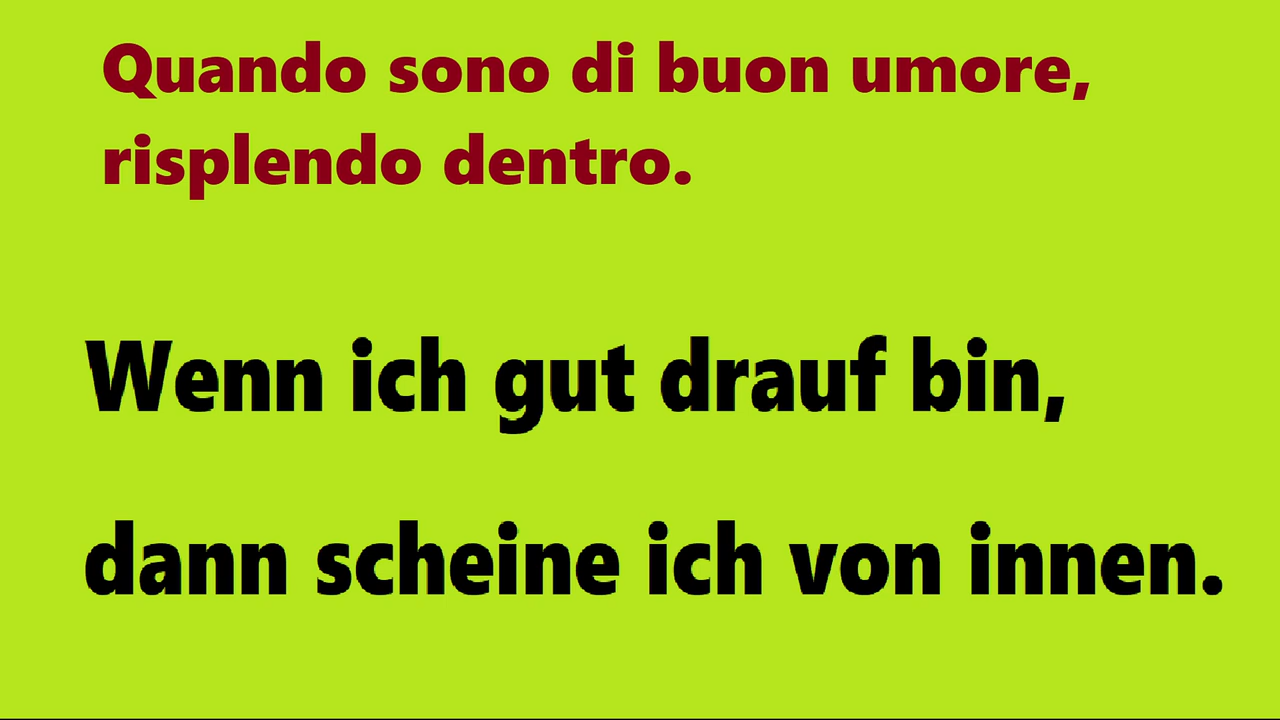 Quando sono di buon umore,
risplendo dentro.
Wenn ich gut drauf bin,
dann scheine ich von innen.